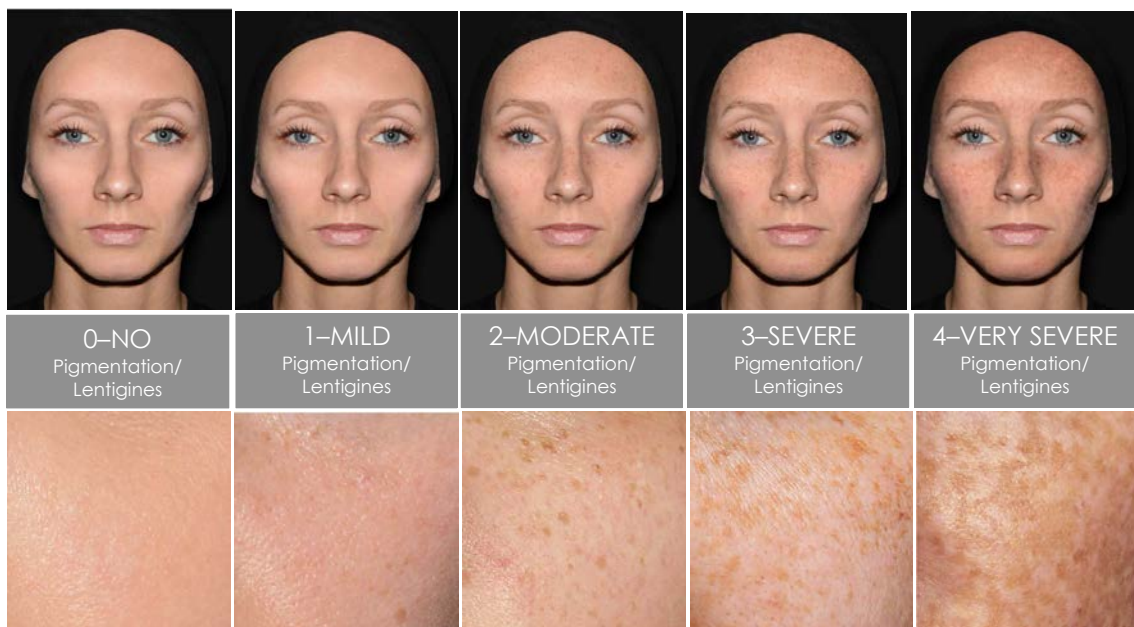 0–NO
Pigmentation/
Lentigines
1–MILD
Pigmentation/
Lentigines
2–MODERATE
Pigmentation/
Lentigines
3–SEVERE
Pigmentation/
Lentigines
4–VERY SEVERE
Pigmentation/
Lentigines